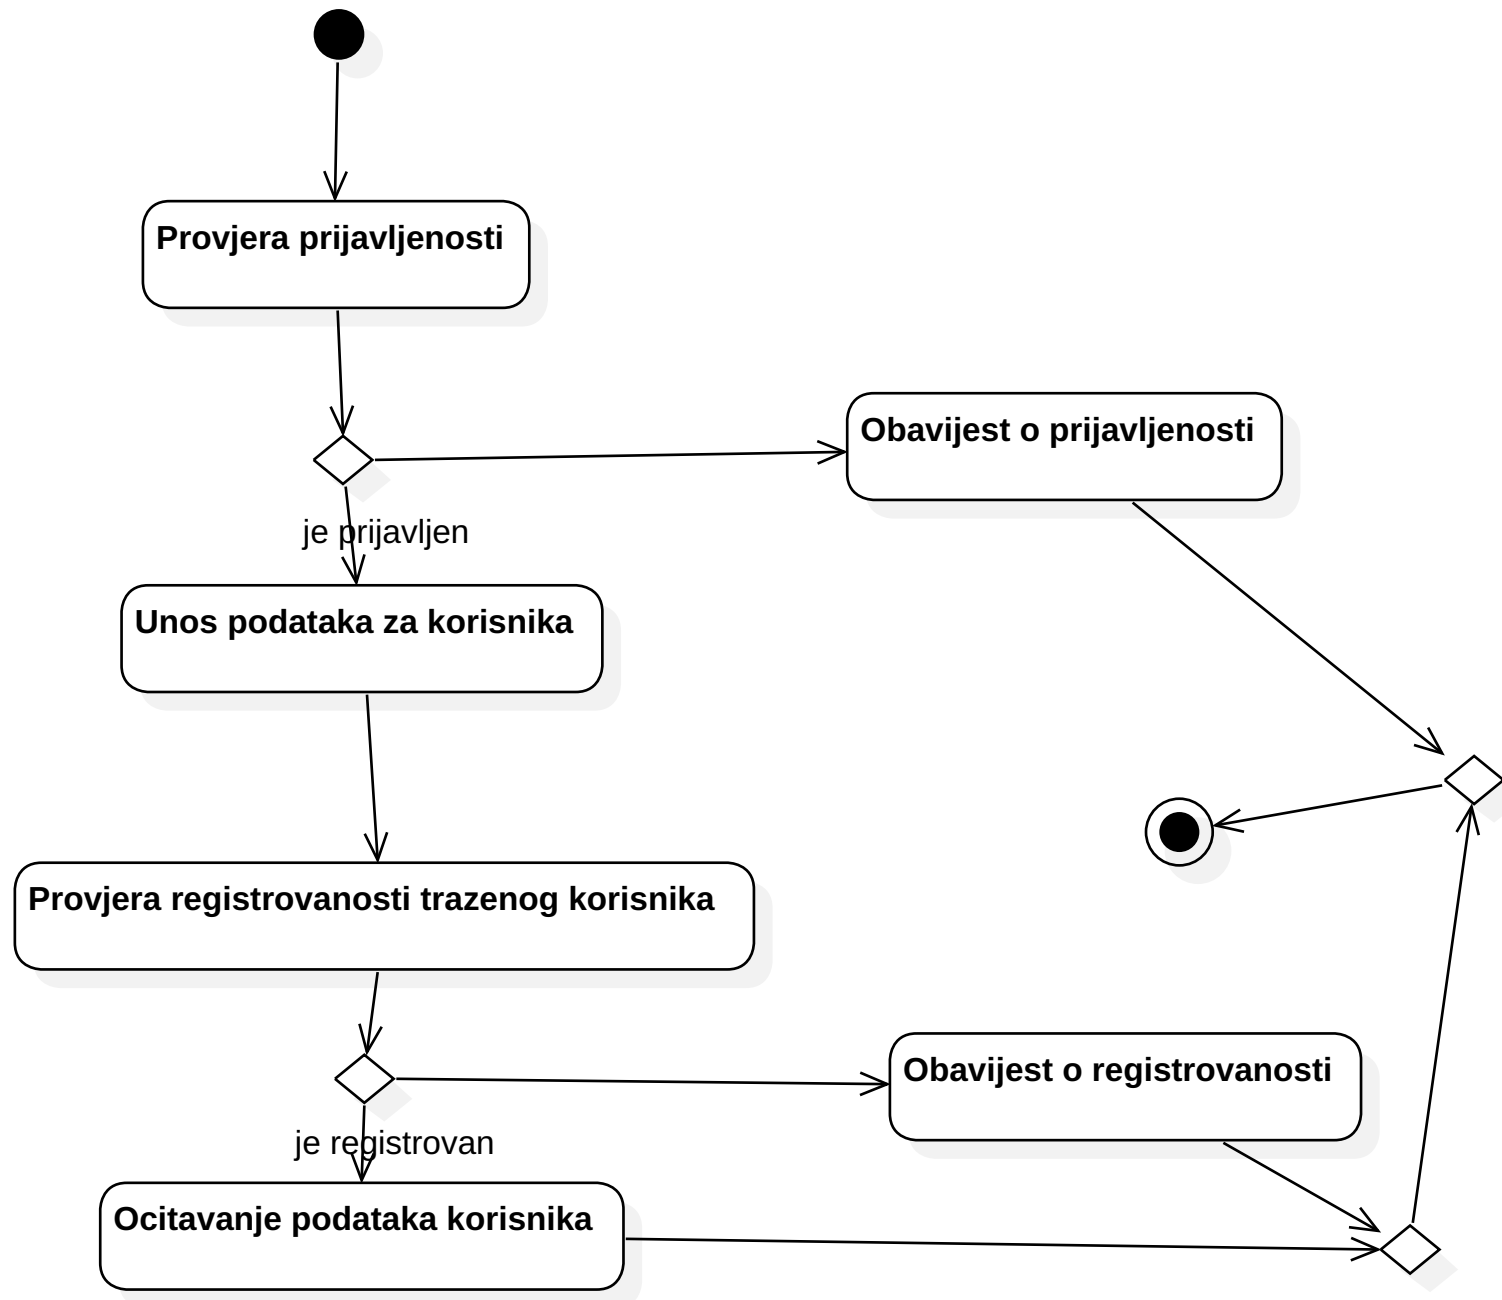 Provjera prijavljenosti
Obavijest o prijavljenosti
je prijavljen
Unos podataka za korisnika
Provjera registrovanosti trazenog korisnika
Obavijest o registrovanosti
je registrovan
Ocitavanje podataka korisnika